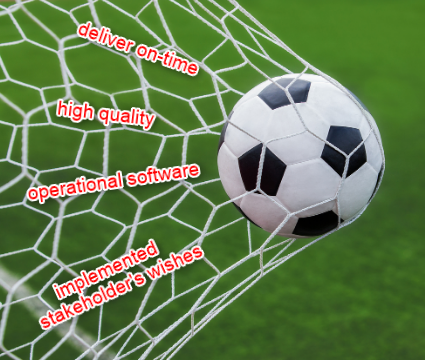 deliver on-time
high quality
operational software
implemented
stakeholder's wishes